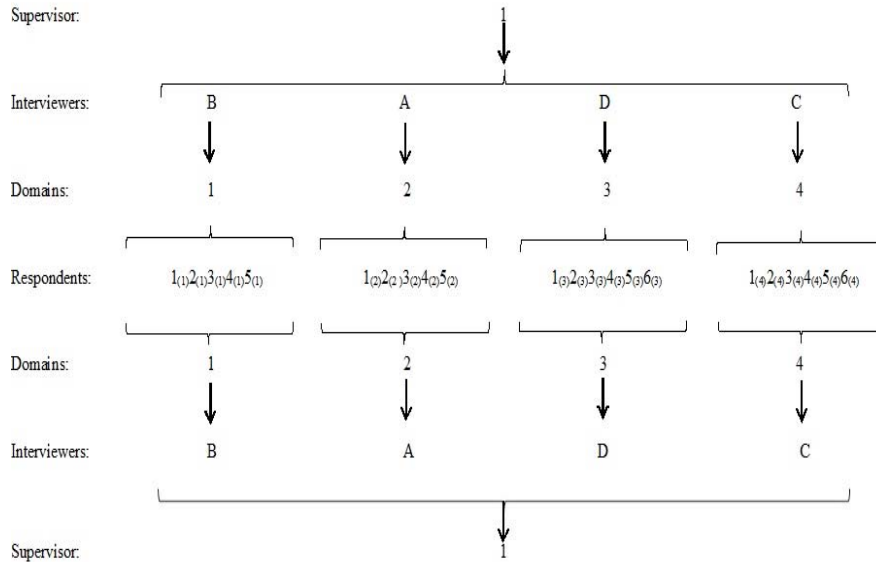 Supervisor: 1
Interviewers: B A D C
Domains: 1 2 3 4
Respondents: 1(1)2(1)3(1)4(1)5(1) 1(2)2(2)3(2)4(2)5(2) 1(3)2(3)3(3)4(3)5(3)6(3) 1(4)2(4)3(4)4(4)5(4)6(4)
Domains: 1 2 3 4
Interviewers: B A D C
Supervisor: 1